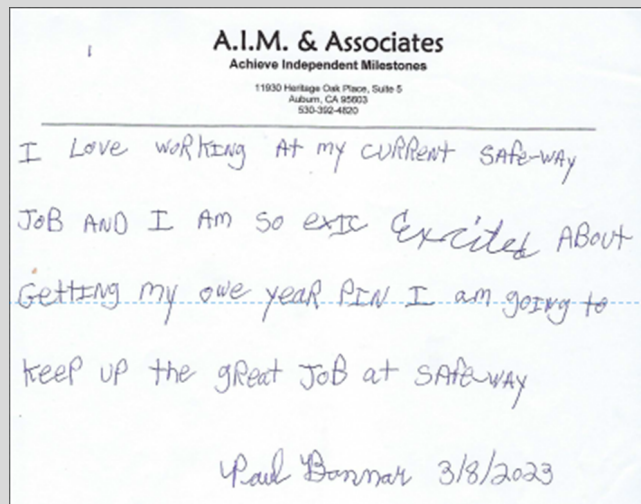 A.I.M. & Associates
Achieve Independent Milestones
11930 Heritage Oak Place, Suite 5
Auburn, CA 95603
530-392-4820
I Love working At my current SAfe-way
JoB AND I Am so exic Excited About
Getting my owe year PIN I am going to
keep up the great JoB at SAfe-way
Paul Bannar 3/8/2023